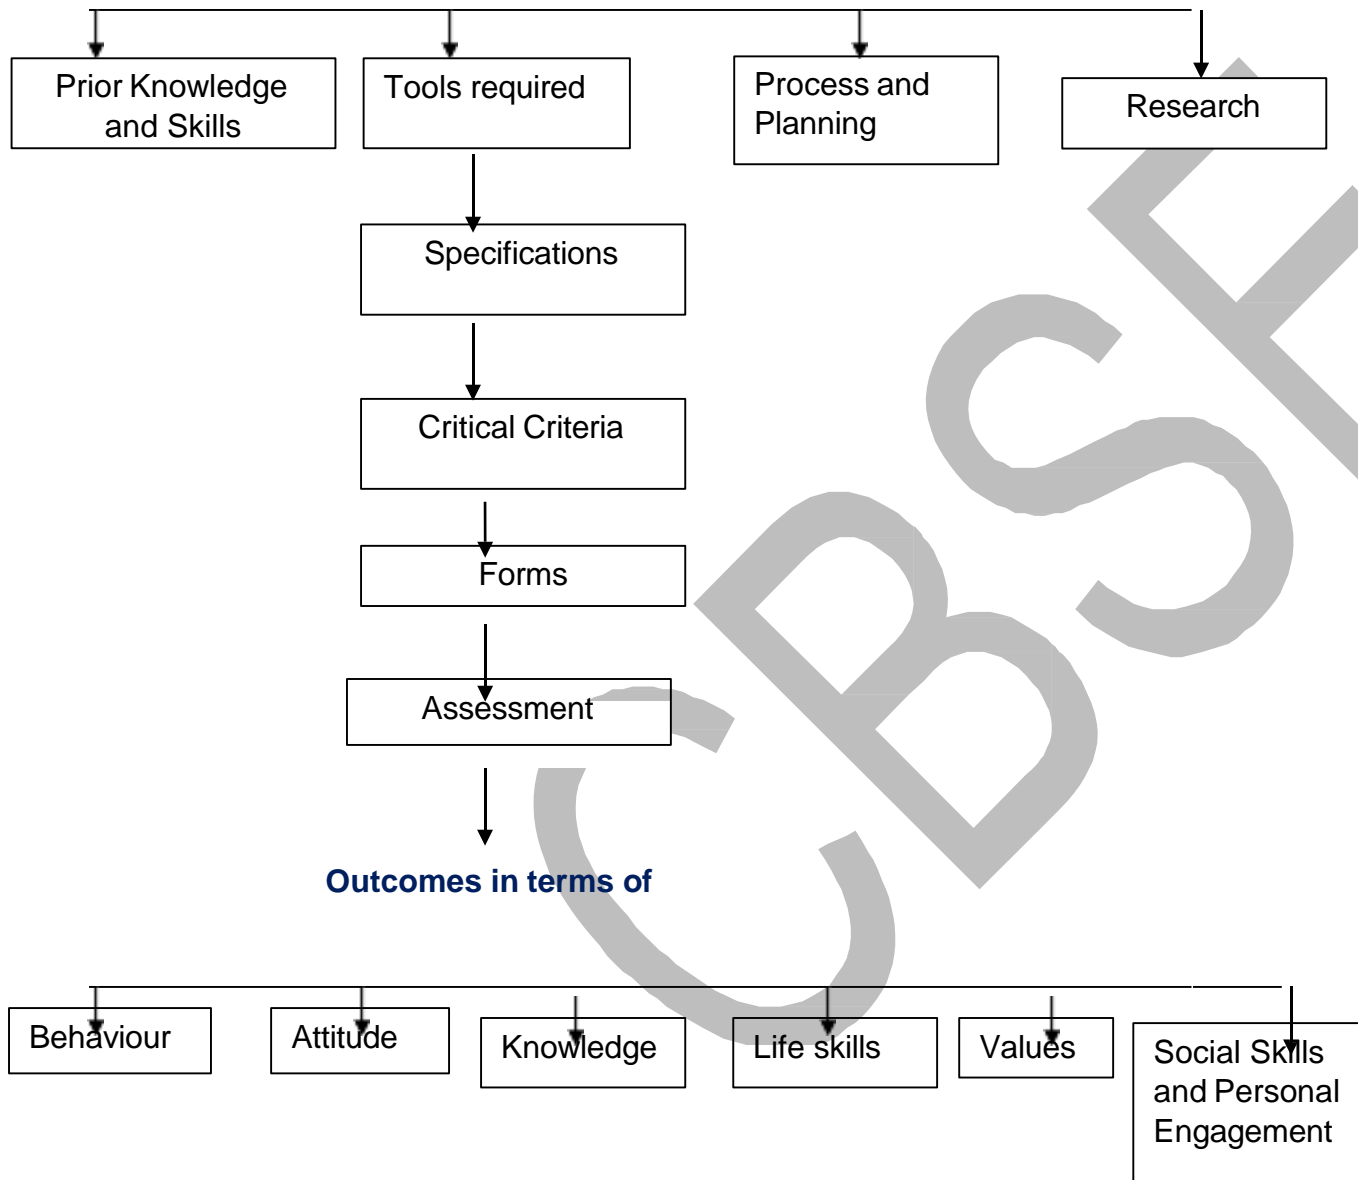 Prior Knowledge
and Skills
Tools required
Process and
Planning
Research
Specifications
Critical Criteria
Forms
Assessment
Outcomes in terms of
Behaviour
Attitude
Knowledge
Life skills
Values
Social Skills
and Personal
Engagement
CBSE